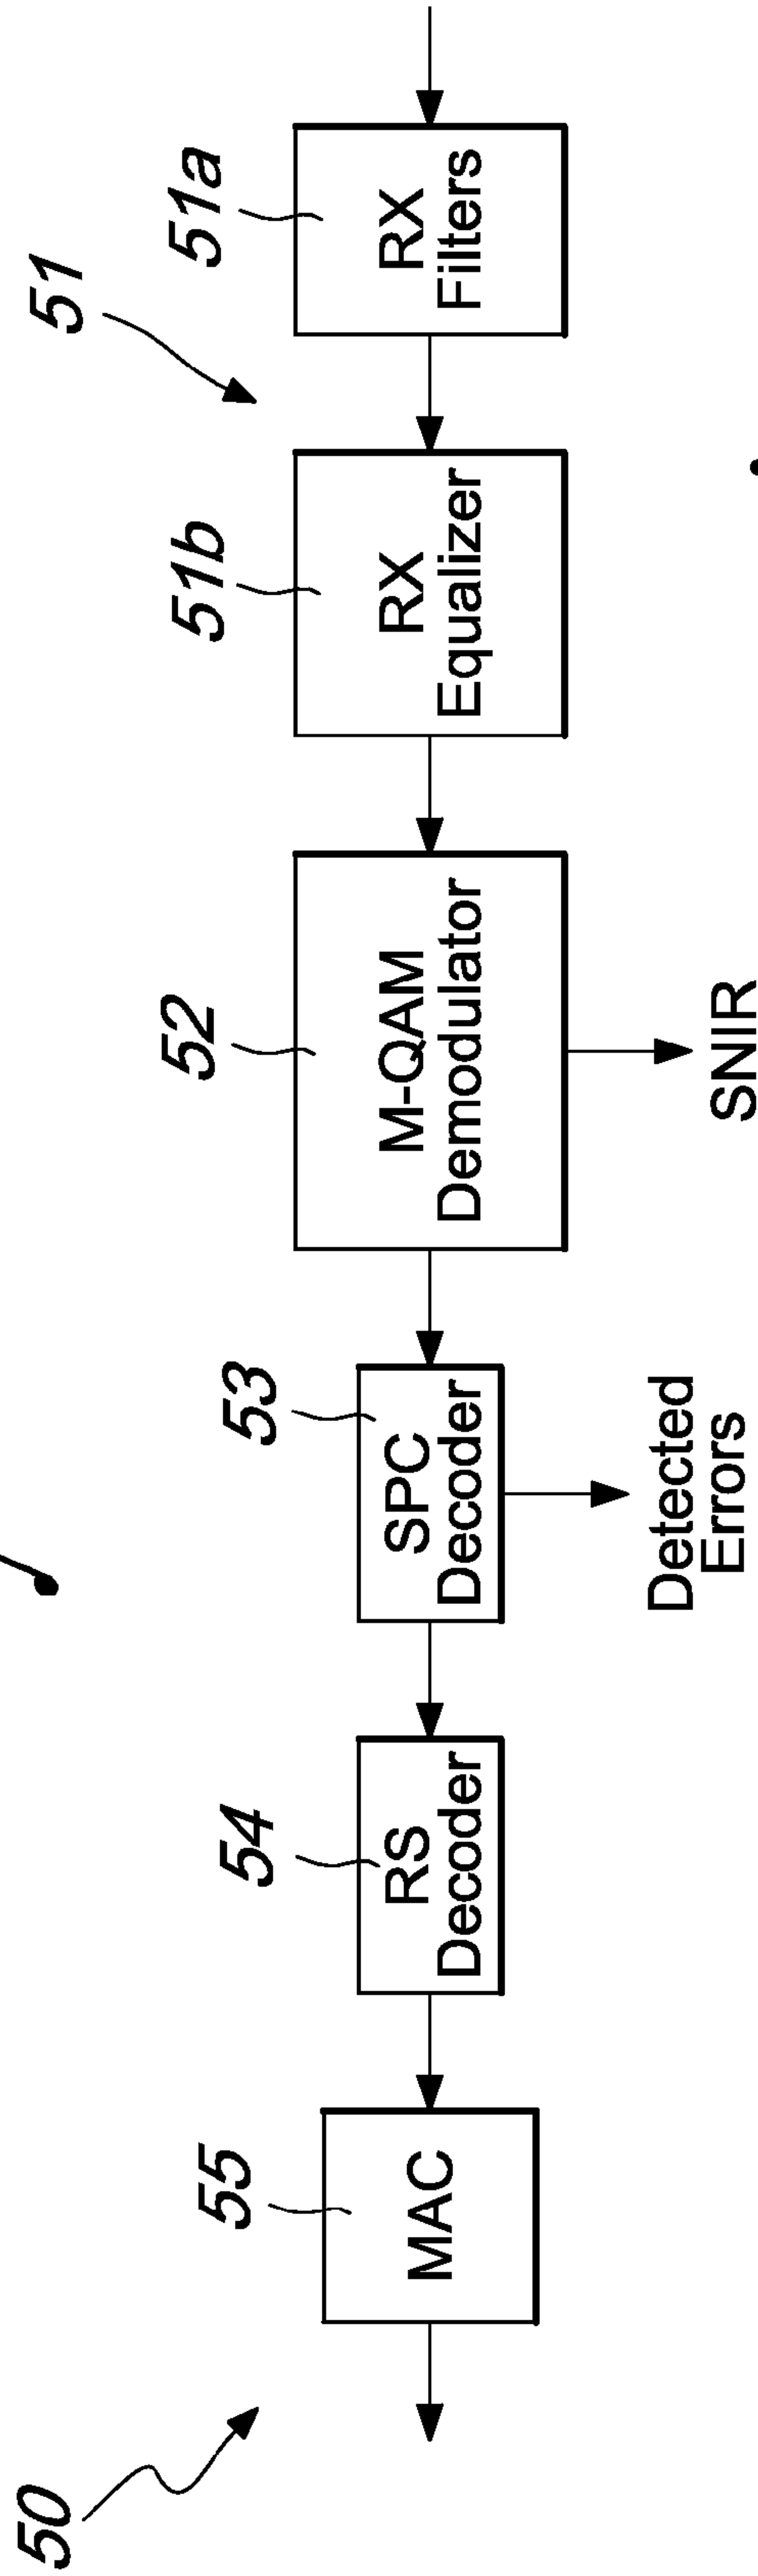 50
55
MAC
54
RS
Decoder
53
SPC
Decoder
Detected
Errors
52
M-QAM
Demodulator
SNIR
51
51b
RX
Equalizer
51a
RX
Filters